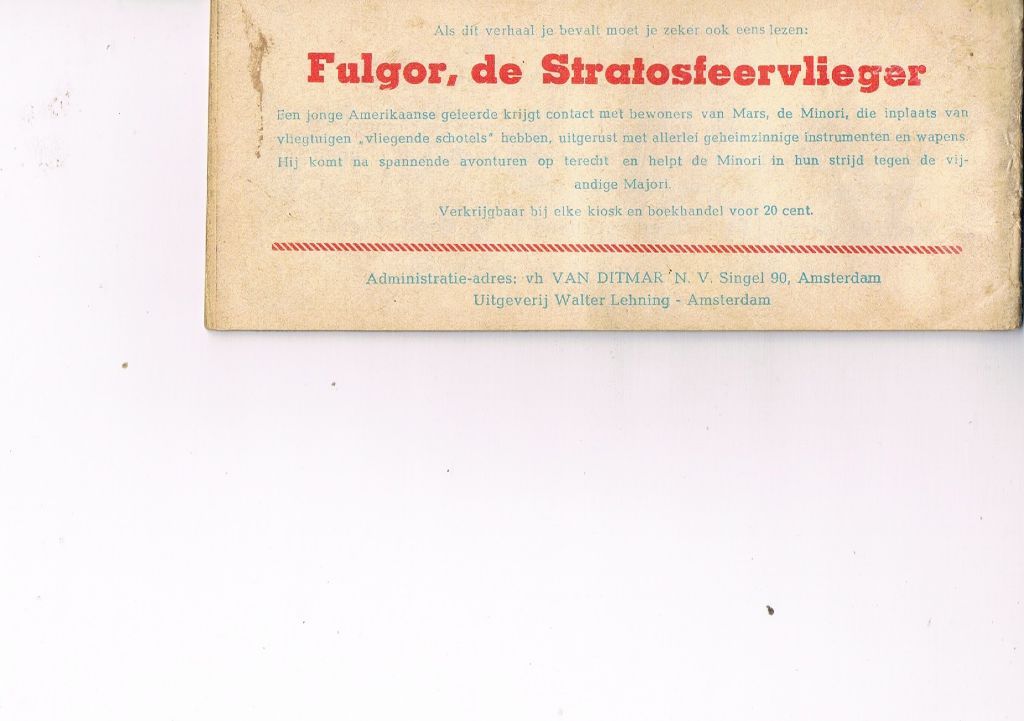 Als dit verhaal je bevalt moet je zeker ook eens lezen:
Fulgor, de Stratosfeervlieger
Een jonge Amerikaanse geleerde krijgt contact met bewoners van Mars, de Minori, die inplaats van
vliegtuigen „vliegende schotels" hebben, uitgerust met allerlei geheimzinnige instrumenten en wapens.
Hij komt na spannende avonturen op terecht en helpt de Minori in hun strijd tegen de vij-
andige Majori.
Verkrijgbaar bij elke kiosk en boekhandel voor 20 cent.
Administratie-adres: vh VAN DITMAR N. V. Singel 90, Amsterdam
Uitgeverij Walter Lehning - Amsterdam